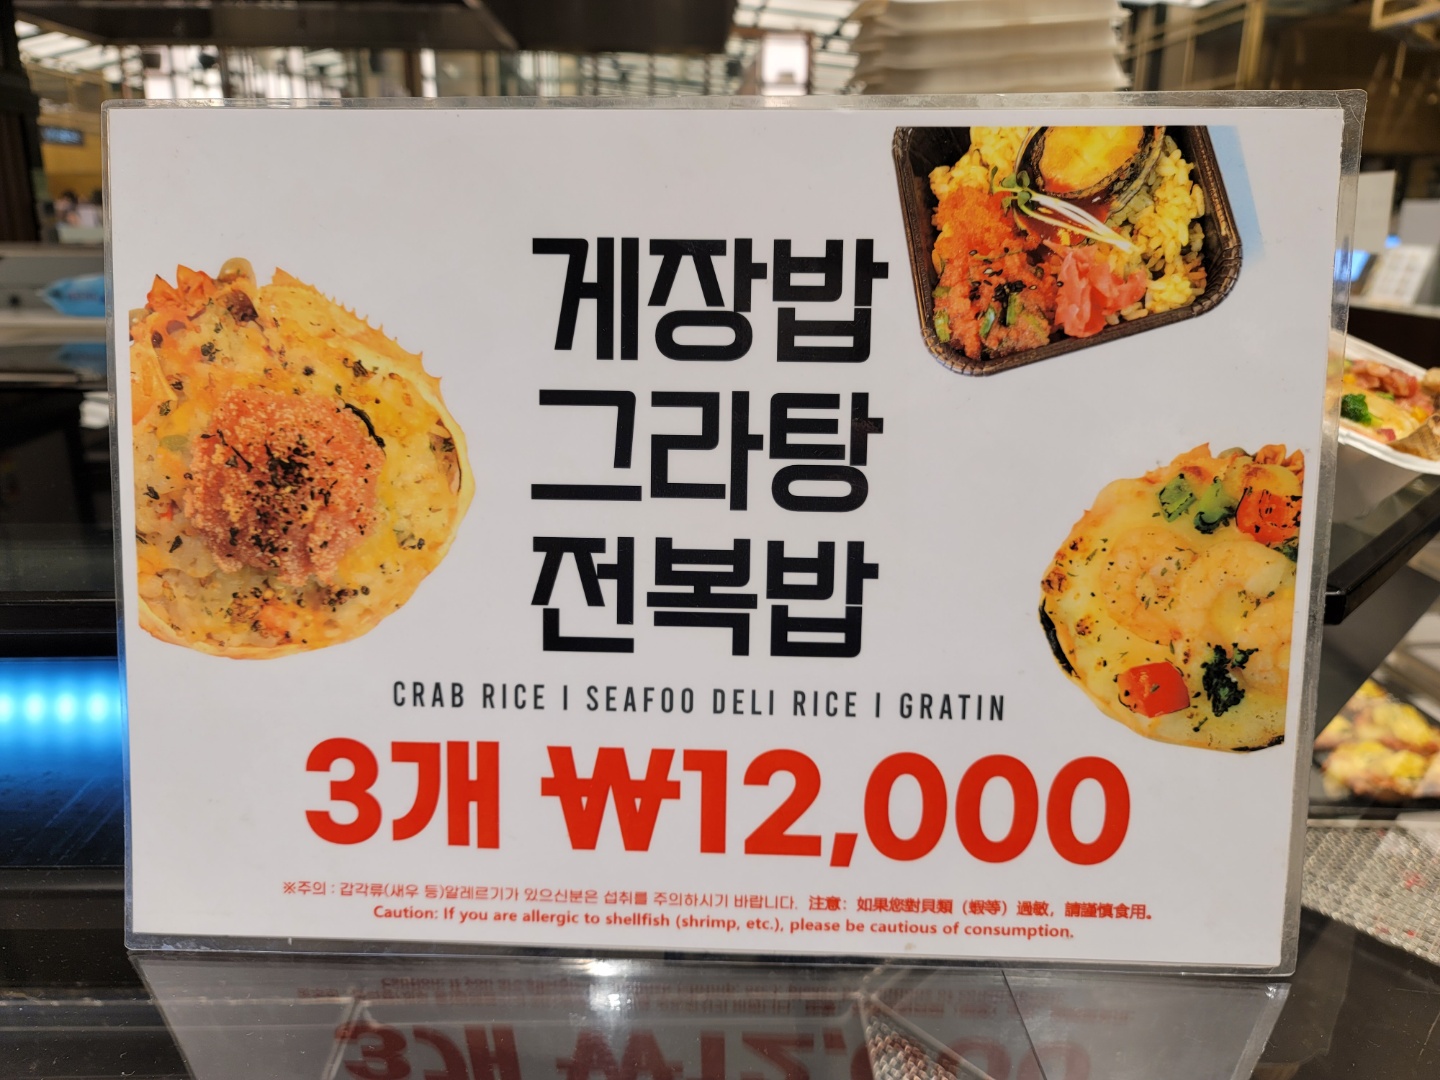 게장밥
그라탕
전복밥
CRAB RICE I SEAFOO DELI RICE I GRATIN
3개 ₩12,000
※주의 : 갑각류(새우 등)알레르기가 있으신분은 섭취를 주의하시기 바랍니다. 注意：如果您對貝類（蝦等）過敏，請謹慎食用。
Caution: If you are allergic to shellfish (shrimp, etc.), please be cautious of consumption.